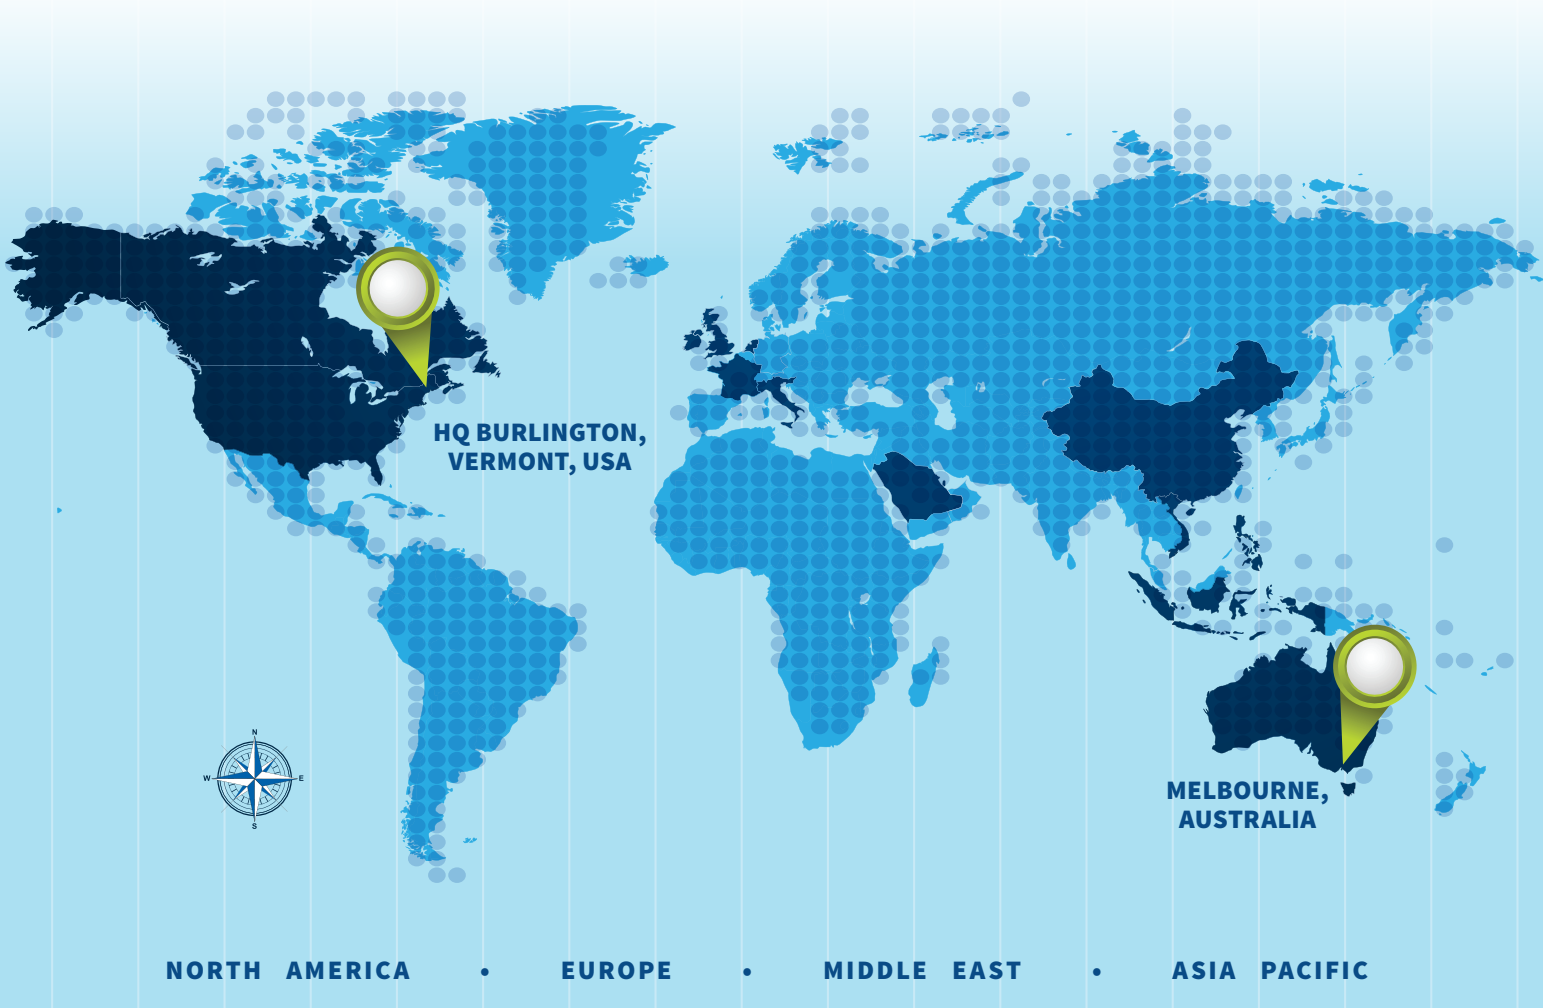 HQ BURLINGTON,
VERMONT, USA
N
W E
S
MELBOURNE,
AUSTRALIA
NORTH AMERICA • EUROPE • MIDDLE EAST • ASIA PACIFIC